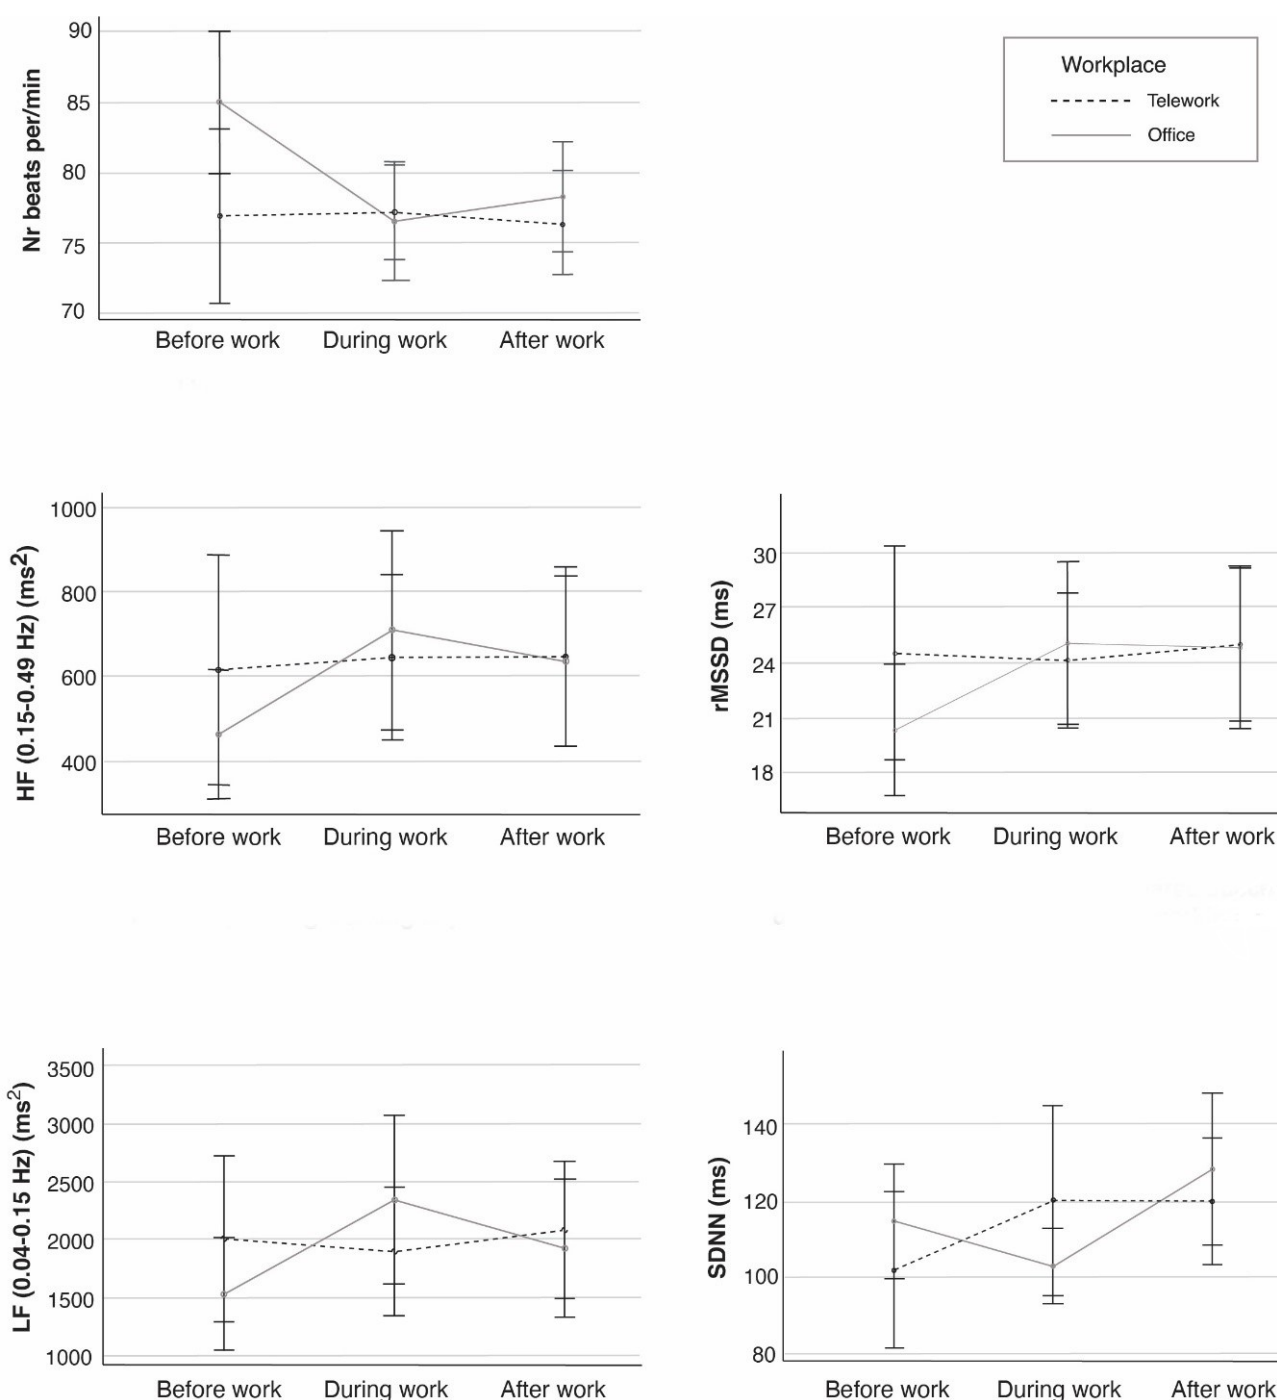 Nr beats per/min
90
85
80
75
70
Before work During work After work
Workplace
Telework
Office
HF (0.15-0.49 Hz) (ms²)
1000
800
600
400
Before work During work After work
rMSSD (ms)
30
27
24
21
18
Before work During work After work
LF (0.04-0.15 Hz) (ms²)
3500
3000
2500
2000
1500
1000
Before work During work After work
SDNN (ms)
140
120
100
80
Before work During work After work